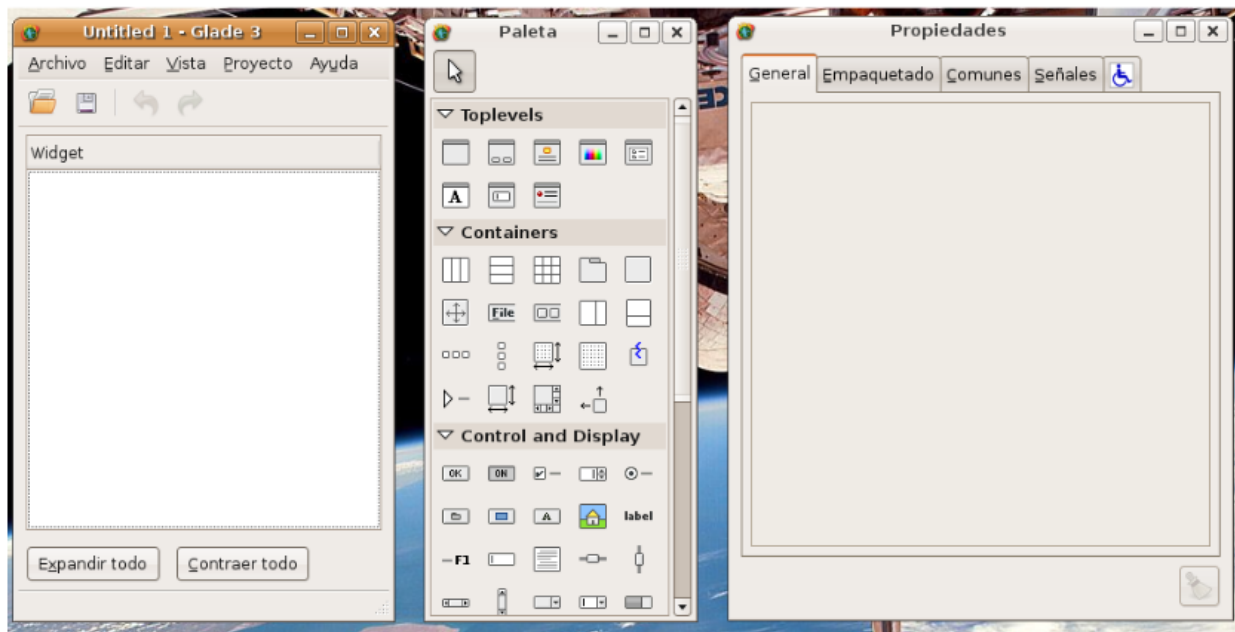 Untitled 1 - Glade 3
Archivo Editar Vista Proyecto Ayuda
Widget
Expandir todo Contraer todo
Paleta
Toplevels
A
Containers
File
Control and Display
OK ON
A label
F1
Propiedades
General Empaquetado Comunes Señales